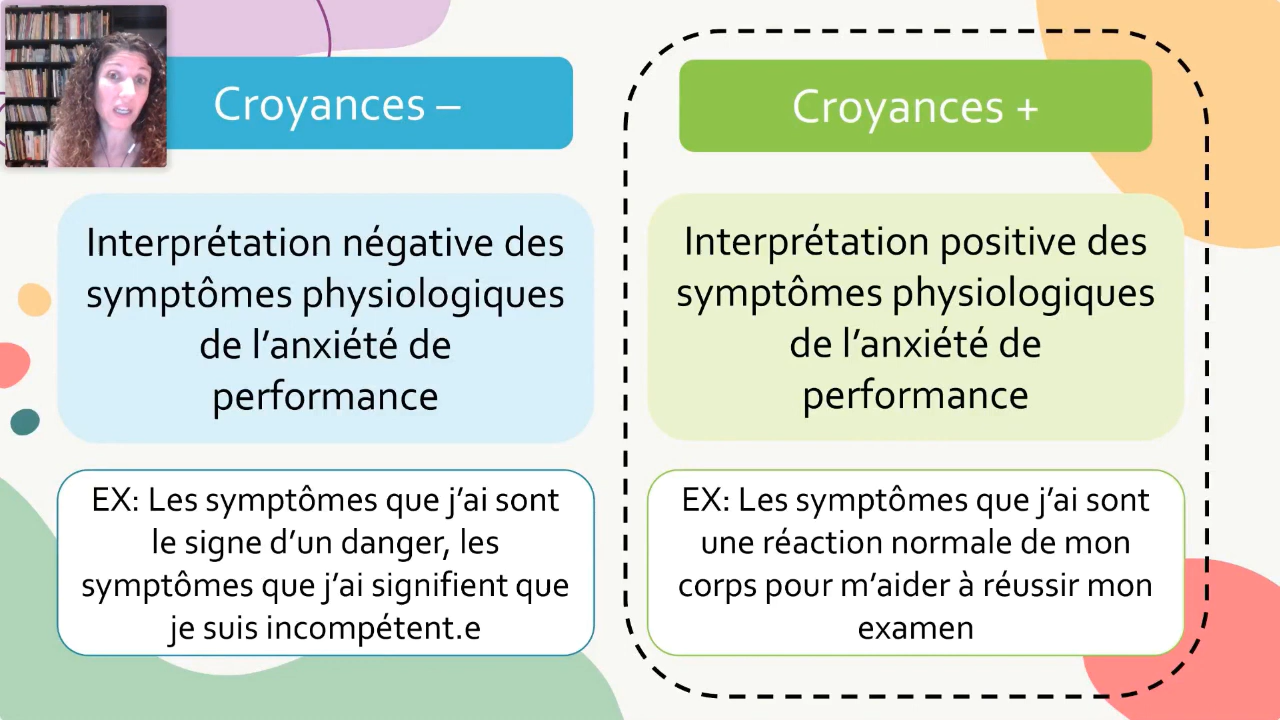 Croyances –
Interprétation négative des
symptômes physiologiques
de l’anxiété de
performance
EX: Les symptômes que j’ai sont
le signe d’un danger, les
symptômes que j’ai signifient que
je suis incompétent.e
Croyances +
Interprétation positive des
symptômes physiologiques
de l’anxiété de
performance
EX: Les symptômes que j’ai sont
une réaction normale de mon
corps pour m’aider à réussir mon
examen